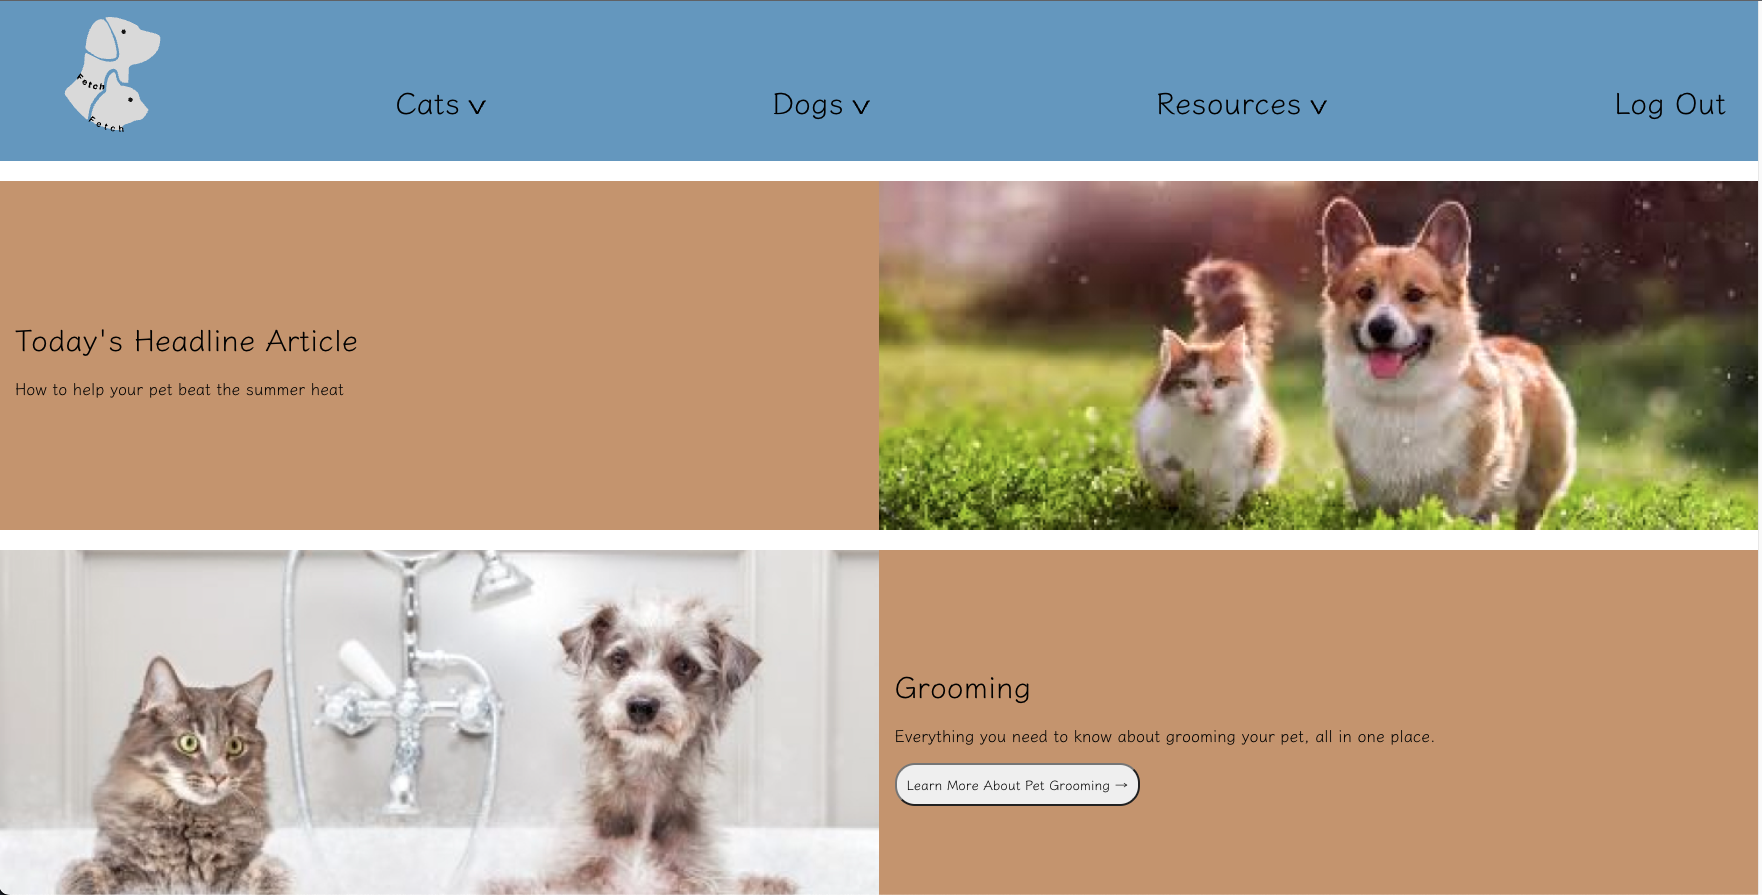 Fetch
Fetch
Cats v
Dogs v
Resources v
Log Out
Today's Headline Article
How to help your pet beat the summer heat
Grooming
Everything you need to know about grooming your pet, all in one place.
Learn More About Pet Grooming →